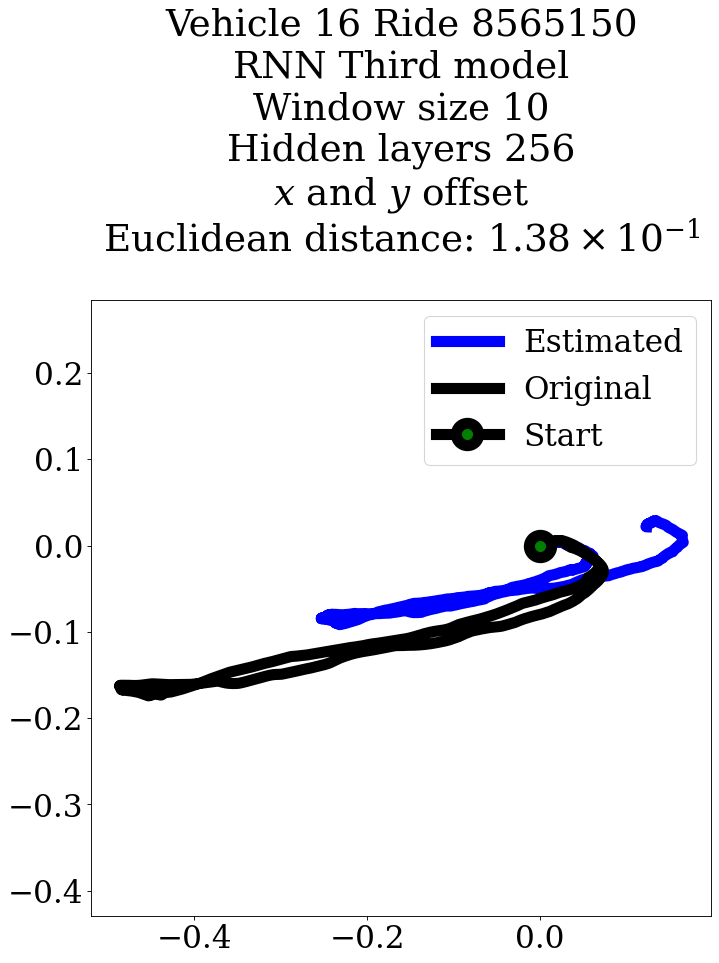 Vehicle 16 Ride 8565150
RNN Third model
Window size 10
Hidden layers 256
x and y offset
Euclidean distance: 1.38 × 10⁻¹
Estimated
Original
Start
0.2
0.1
0.0
−0.1
−0.2
−0.3
−0.4
−0.4 −0.2 0.0